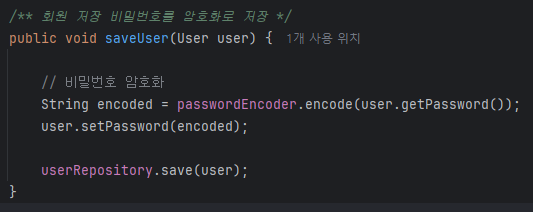 /** 회원 저장 비밀번호를 암호화로 저장 */
public void saveUser(User user) { 1개 사용 위치
// 비밀번호 암호화
String encoded = passwordEncoder.encode(user.getPassword());
user.setPassword(encoded);
userRepository.save(user);
}